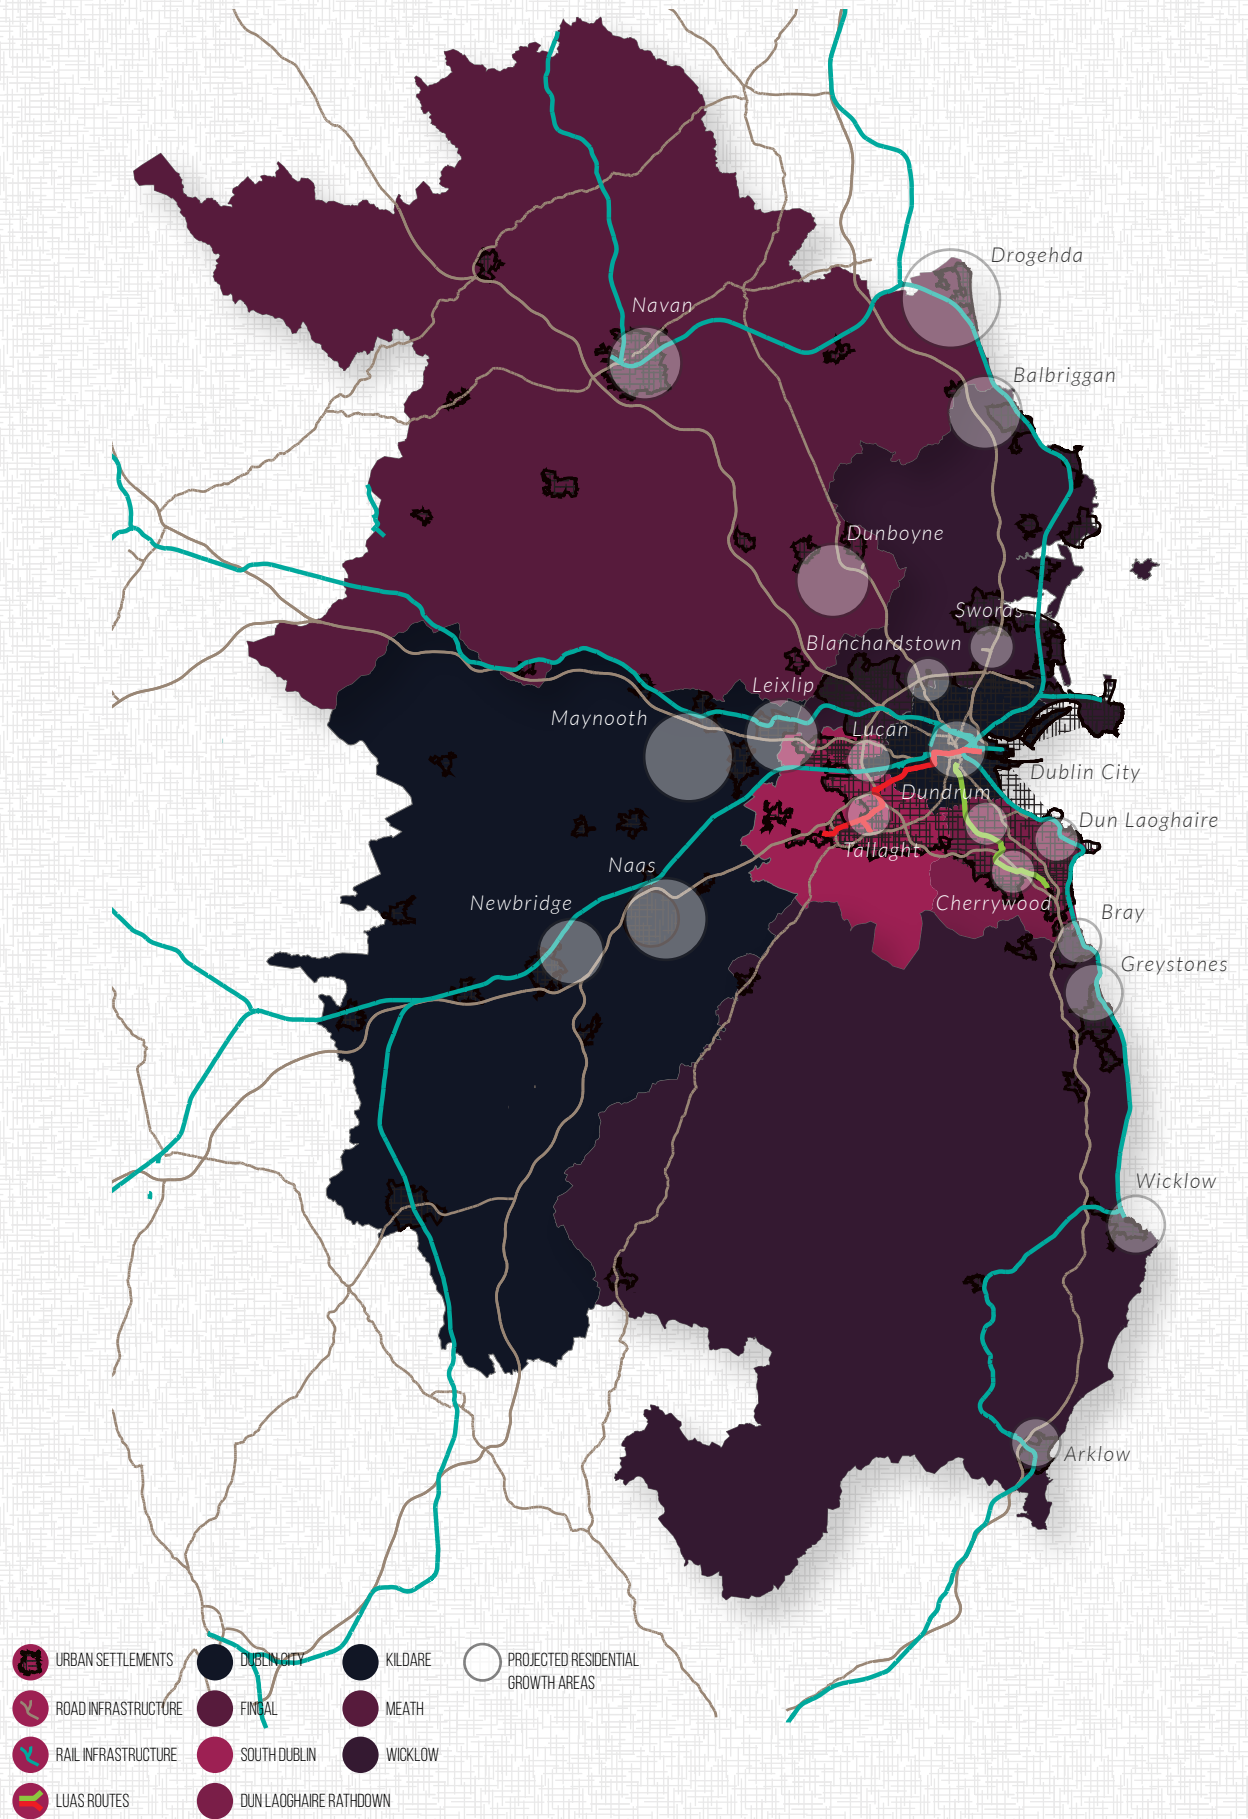 Drogehda
Navan
Balbriggan
Dunboyne
Swords
Blanchardstown
Leixlip
Maynooth
Lucan
Dublin City
Dundrum
Dun Laoghaire
Tallaght
Naas
Newbridge
Cherrywood
Bray
Greystones
Wicklow
Arklow
URBAN SETTLEMENTS
DUBLIN CITY
KILDARE
PROJECTED RESIDENTIAL
GROWTH AREAS
ROAD INFRASTRUCTURE
FINGAL
MEATH
RAIL INFRASTRUCTURE
SOUTH DUBLIN
WICKLOW
LUAS ROUTES
DUN LAOGHAIRE RATHDOWN